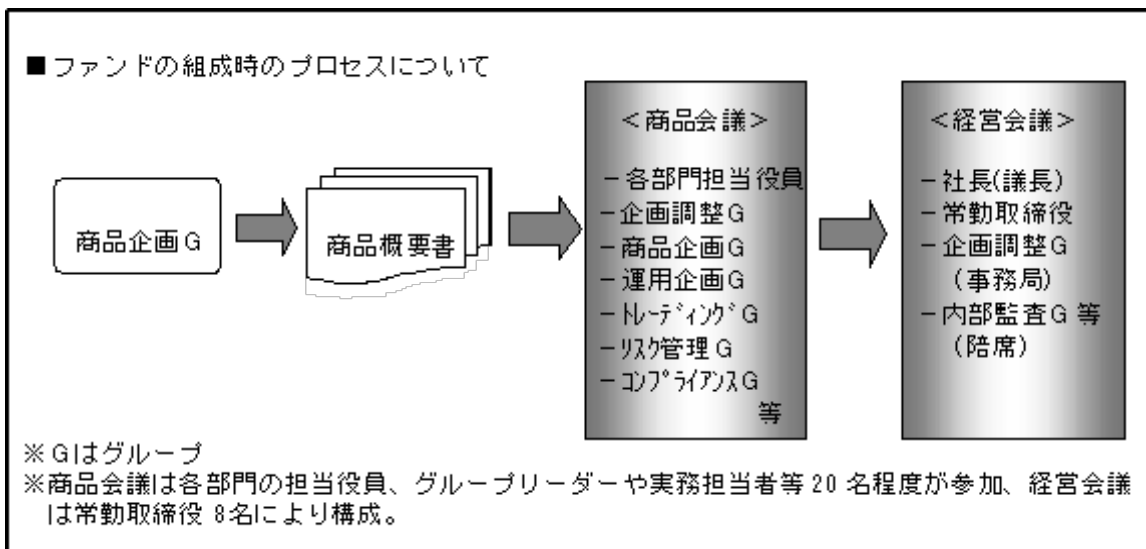 ■ファンドの組成時のプロセスについて
商品企画G
商品概要書
＜商品会議＞
－各部門担当役員
－企画調整G
－商品企画G
－運用企画G
－ﾄﾚｰﾃﾞｨﾝｸﾞG
－ﾘｽｸ管理G
－ｺﾝﾌﾟﾗｲｱﾝｽG
等
＜経営会議＞
－社長(議長)
－常勤取締役
－企画調整G
(事務局)
－内部監査G 等
(陪席)
※Gはグループ
※商品会議は各部門の担当役員、グループリーダーや実務担当者等 20 名程度が参加、経営会議
は常勤取締役 8名により構成。